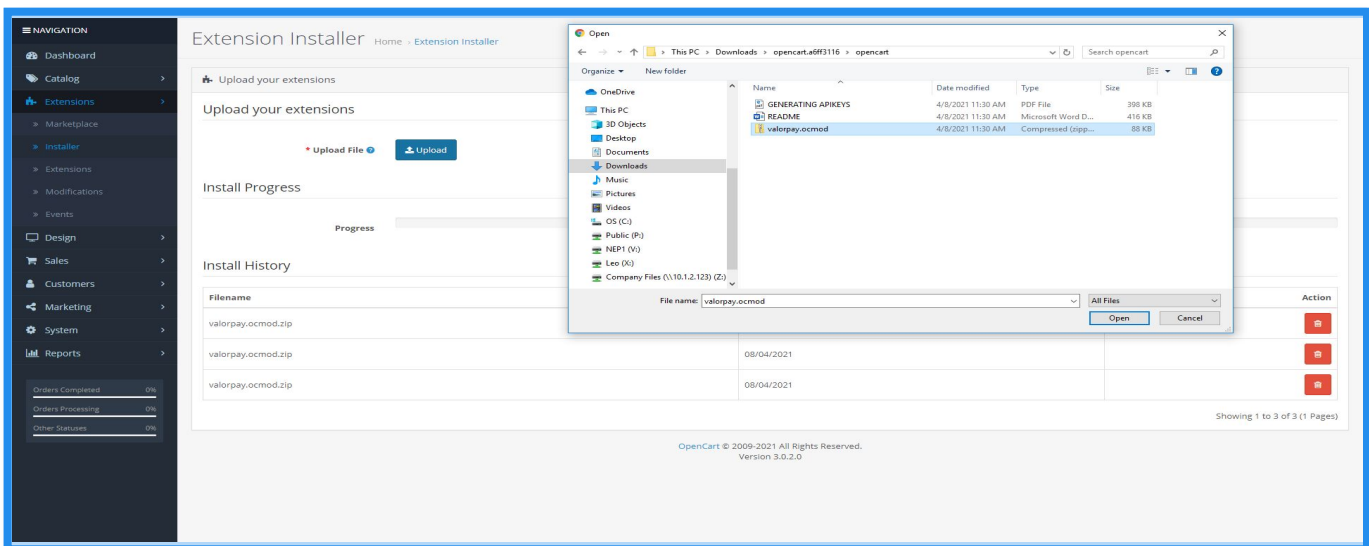 NAVIGATION
Dashboard
Catalog
Extensions
» Marketplace
» Installer
» Extensions
» Modifications
» Events
Design
Sales
Customers
Marketing
System
Reports
Orders Completed 0%
Orders Processing 0%
Other Statuses 0%
Extension Installer Home › Extension Installer
Upload your extensions
Upload your extensions
* Upload File Upload
Install Progress
Progress
Install History
Filename Action
valorpay.ocmod.zip
valorpay.ocmod.zip 08/04/2021
valorpay.ocmod.zip 08/04/2021
Showing 1 to 3 of 3 (1 Pages)
OpenCart © 2009-2021 All Rights Reserved.
Version 3.0.2.0
Open
This PC > Downloads > opencart.a6ff3116 > opencart
Search opencart
Organize New folder
OneDrive
This PC
3D Objects
Desktop
Documents
Downloads
Music
Pictures
Videos
OS (C:)
Public (P:)
NEP1 (V:)
Leo (X:)
Company Files (\\10.1.2.123) (Z:)
Name Date modified Type Size
GENERATING APIKEYS 4/8/2021 11:30 AM PDF File 398 KB
README 4/8/2021 11:30 AM Microsoft Word D... 416 KB
valorpay.ocmod 4/8/2021 11:30 AM Compressed (zipp... 88 KB
File name: valorpay.ocmod All Files
Open Cancel